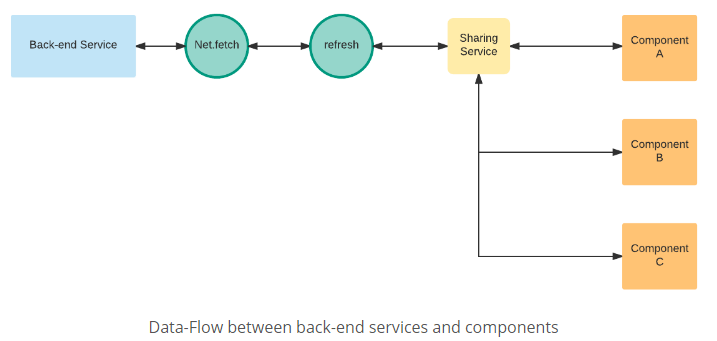 Back-end Service
Net.fetch
refresh
Sharing
Service
Component
A
Component
B
Component
C
Data-Flow between back-end services and components